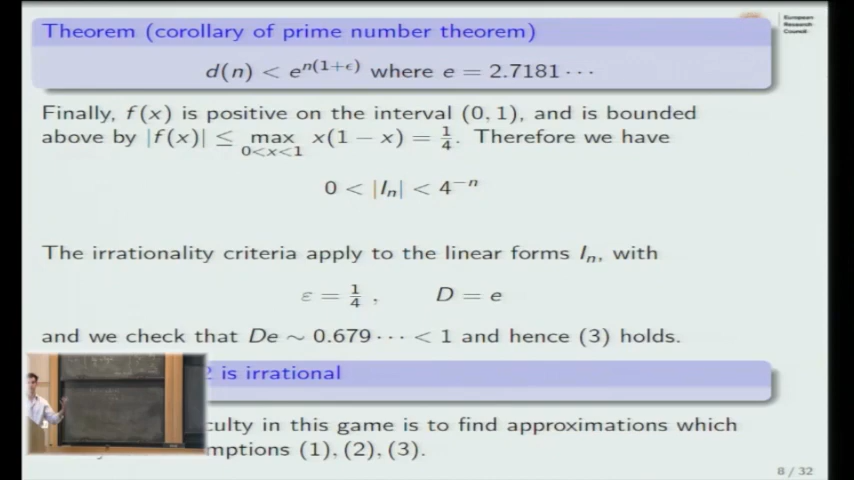 European
Research
Council
Theorem (corollary of prime number theorem)
d(n) < e^{n(1+ϵ)} where e = 2.7181 ⋯
Finally, f(x) is positive on the interval (0, 1), and is bounded
above by |f(x)| ≤ max_{0<x<1} x(1 − x) = 1/4. Therefore we have
0 < |I_n| < 4^{−n}
The irrationality criteria apply to the linear forms I_n, with
ε = 1/4 , D = e
and we check that De ∼ 0.679 ⋯ < 1 and hence (3) holds.
2 is irrational
culty in this game is to find approximations which
mptions (1), (2), (3).
8 / 32